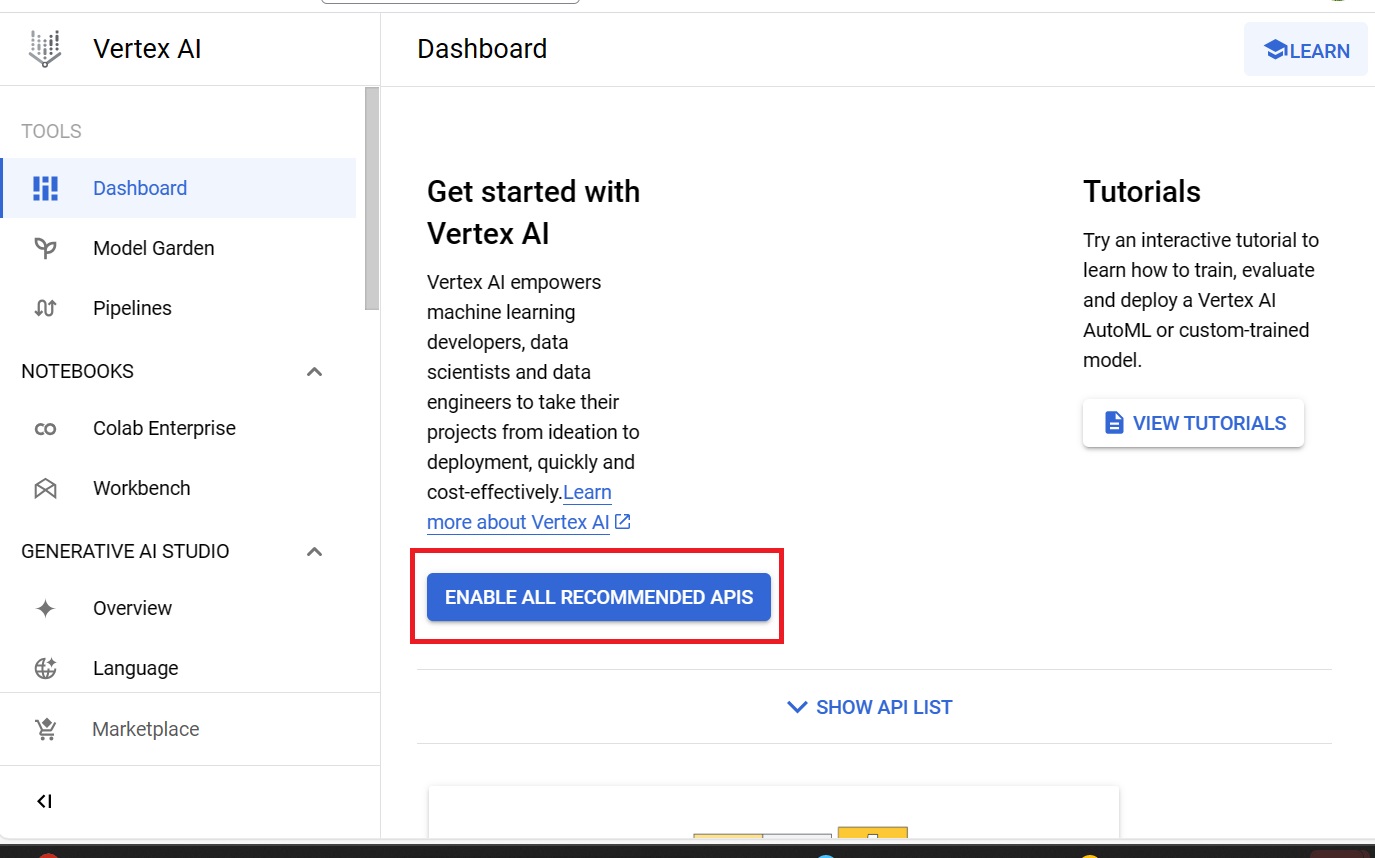 Vertex AI
Dashboard
LEARN
TOOLS
Dashboard
Model Garden
Pipelines
NOTEBOOKS
Colab Enterprise
Workbench
GENERATIVE AI STUDIO
Overview
Language
Marketplace
Get started with
Vertex AI
Vertex AI empowers
machine learning
developers, data
scientists and data
engineers to take their
projects from ideation to
deployment, quickly and
cost-effectively.Learn
more about Vertex AI
ENABLE ALL RECOMMENDED APIS
Tutorials
Try an interactive tutorial to
learn how to train, evaluate
and deploy a Vertex AI
AutoML or custom-trained
model.
VIEW TUTORIALS
SHOW API LIST